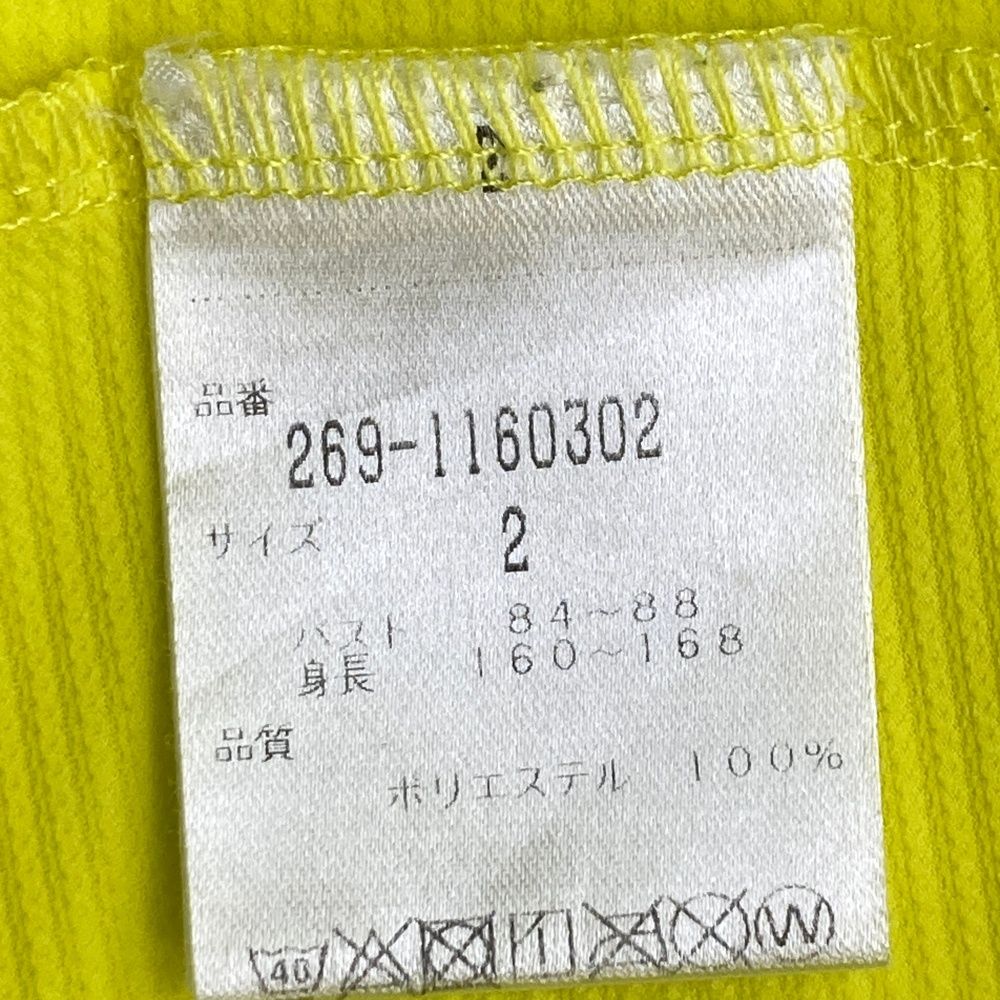 品番
269-1160302
サイズ 2
バスト 84～88
身長 160～168
品質
ポリエステル 100%
40
W